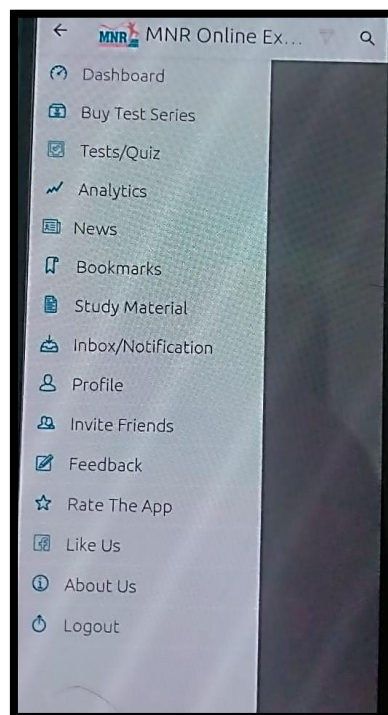 MNR MNR Online Ex...
Dashboard
Buy Test Series
Tests/Quiz
Analytics
News
Bookmarks
Study Material
Inbox/Notification
Profile
Invite Friends
Feedback
Rate The App
Like Us
About Us
Logout